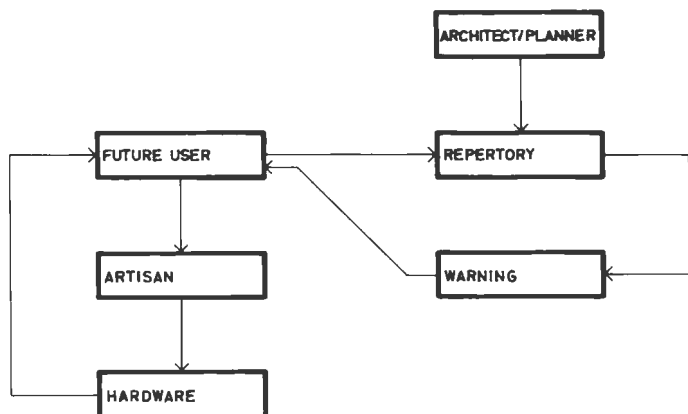 ARCHITECT/PLANNER
FUTURE USER
REPERTORY
ARTISAN
WARNING
HARDWARE